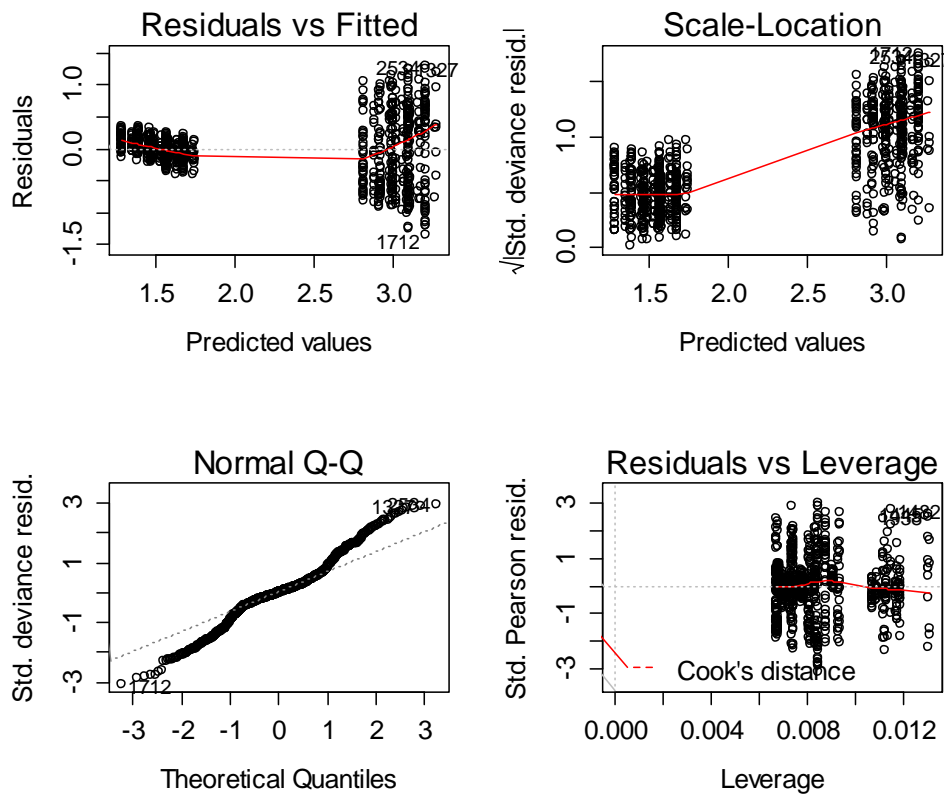 Residuals vs Fitted
Residuals
1.0
0.0
-1.5
1712
1.5
2.0
2.5
3.0
Predicted values
Scale-Location
√|Std. deviance resid.|
1.0
0.0
1712
1.5
2.0
2.5
3.0
Predicted values
Normal Q-Q
Std. deviance resid.
3
1
-1
-3
1712
-3
-2
-1
0
1
2
3
Theoretical Quantiles
Residuals vs Leverage
Std. Pearson resid.
3
1
-1
-3
Cook's distance
0.000
0.004
0.008
0.012
Leverage